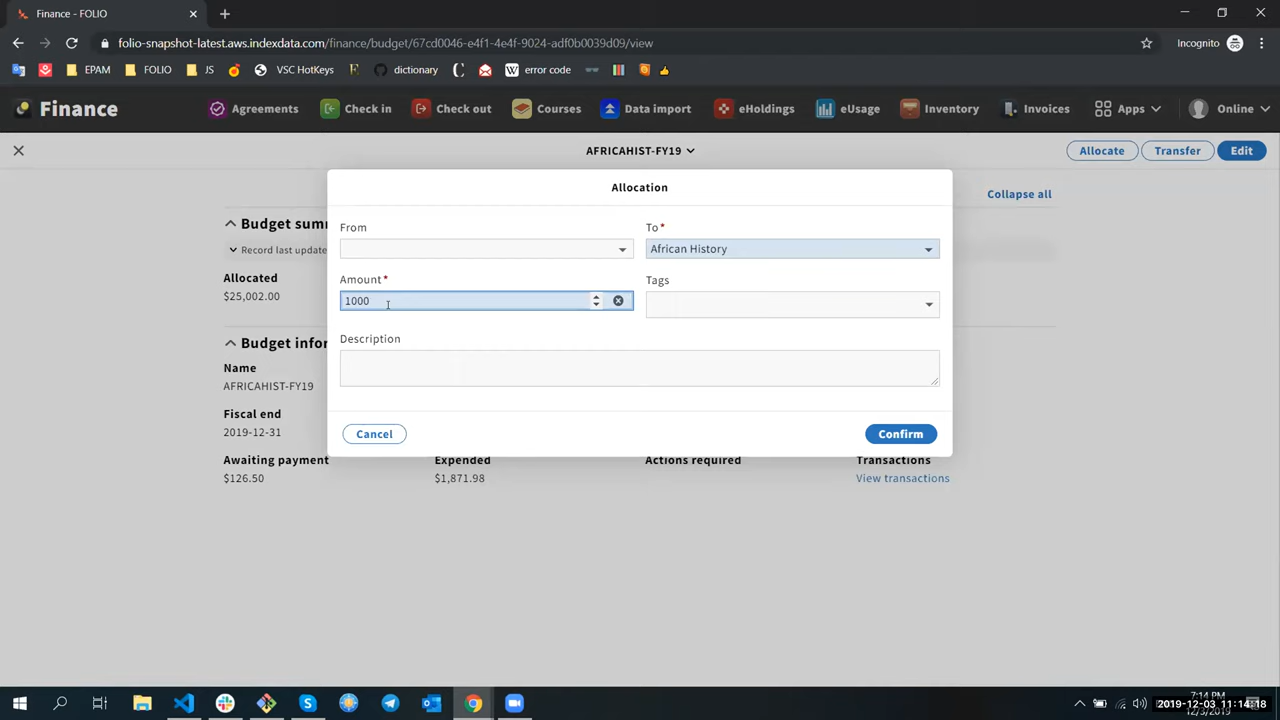 Finance - FOLIO
folio-snapshot-latest.aws.indexdata.com/finance/budget/67cd0046-e4f1-4e4f-9024-adf0b0039d09/view
Incognito
EPAM FOLIO JS VSC HotKeys dictionary error code
Finance Agreements Check in Check out Courses Data import eHoldings eUsage Inventory Invoices Apps Online
AFRICAHIST-FY19
Allocate Transfer Edit
Allocation
Collapse all
Budget summ
Record last update
From To*
African History
Allocated
$25,002.00
Amount* Tags
1000
Description
Budget infor
Name
AFRICAHIST-FY19
Fiscal end
2019-12-31
Cancel Confirm
Awaiting payment Expended Actions required Transactions
$126.50 $1,871.98 View transactions
7:14 PM
2019-12-03 11:14:18